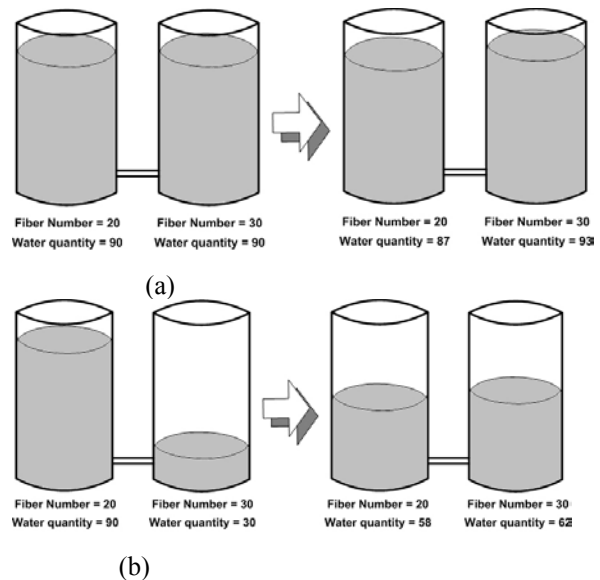 Fiber Number = 20 Fiber Number = 30 Fiber Number = 20 Fiber Number = 30
Water quantity = 90 Water quantity = 90 Water quantity = 87 Water quantity = 93
(a)
Fiber Number = 20 Fiber Number = 30 Fiber Number = 20 Fiber Number = 30
Water quantity = 90 Water quantity = 30 Water quantity = 58 Water quantity = 62
(b)